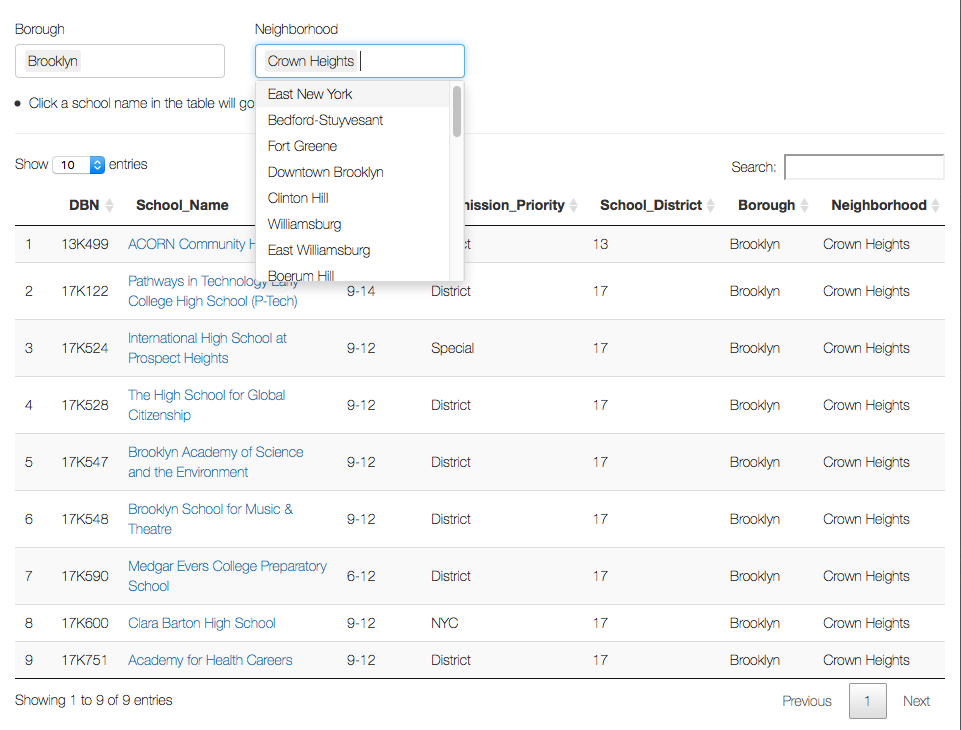 Borough Neighborhood
Brooklyn Crown Heights
East New York
Click a school name in the table will go
Bedford-Stuyvesant
Fort Greene
Show 10 entries Search:
Downtown Brooklyn
Clinton Hill
DBN School_Name mission_Priority School_District Borough Neighborhood
Williamsburg
1 13K499 ACORN Community 13 Brooklyn Crown Heights
East Williamsburg
Boerum Hill
2 17K122 Pathways in Technology Early 9-14 District 17 Brooklyn Crown Heights
College High School (P-Tech)
3 17K524 International High School at 9-12 Special 17 Brooklyn Crown Heights
Prospect Heights
4 17K528 The High School for Global 9-12 District 17 Brooklyn Crown Heights
Citizenship
5 17K547 Brooklyn Academy of Science 9-12 District 17 Brooklyn Crown Heights
and the Environment
6 17K548 Brooklyn School for Music & 9-12 District 17 Brooklyn Crown Heights
Theatre
7 17K590 Medgar Evers College Preparatory 6-12 District 17 Brooklyn Crown Heights
School
8 17K600 Clara Barton High School 9-12 NYC 17 Brooklyn Crown Heights
9 17K751 Academy for Health Careers 9-12 District 17 Brooklyn Crown Heights
Showing 1 to 9 of 9 entries Previous 1 Next